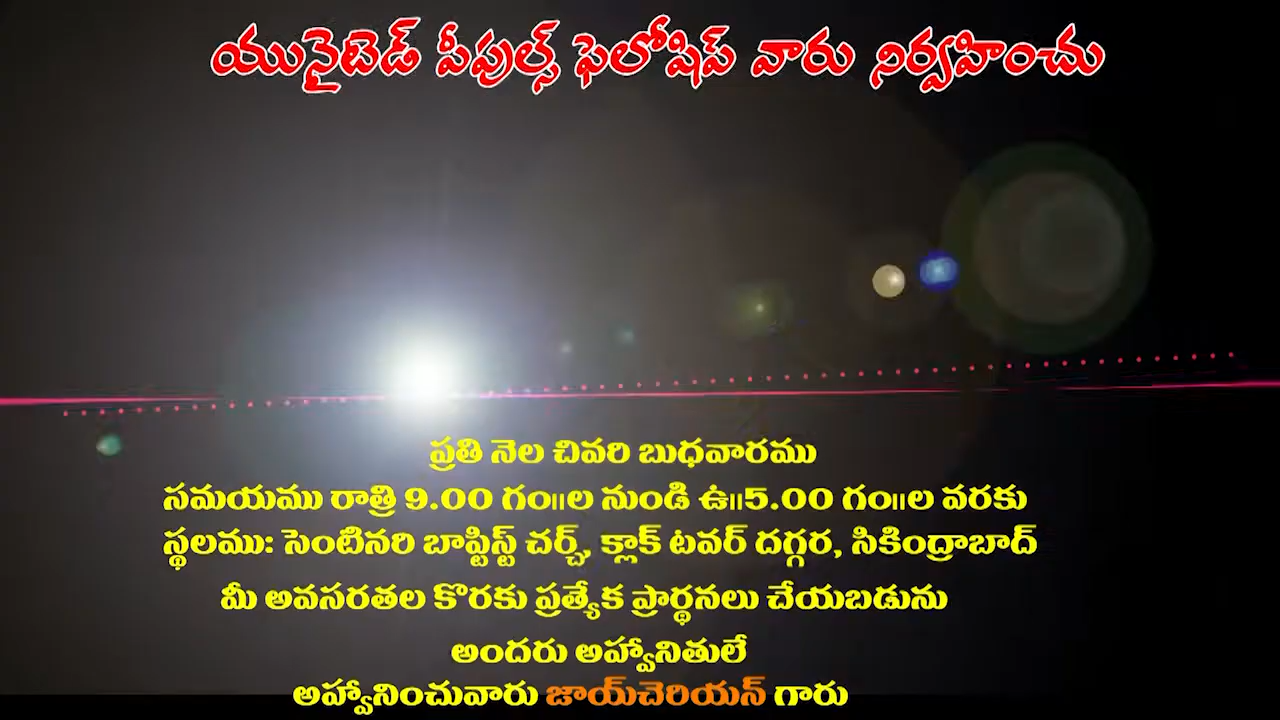 యునైటెడ్ పీపుల్స్ ఫెలోషిప్ వారు నిర్వహించు
ప్రతి నెల చివరి బుధవారము
సమయము రాత్రి 9.00 గం॥ల నుండి ఉ॥5.00 గం॥ల వరకు
స్థలము: సెంటినరి బాప్టిస్ట్ చర్చ్, క్లాక్ టవర్ దగ్గర, సికింద్రాబాద్
మీ అవసరతల కొరకు ప్రత్యేక ప్రార్థనలు చేయబడును
అందరు అహ్వానితులే
అహ్వానించువారు జాయ్‌చెరియన్ గారు